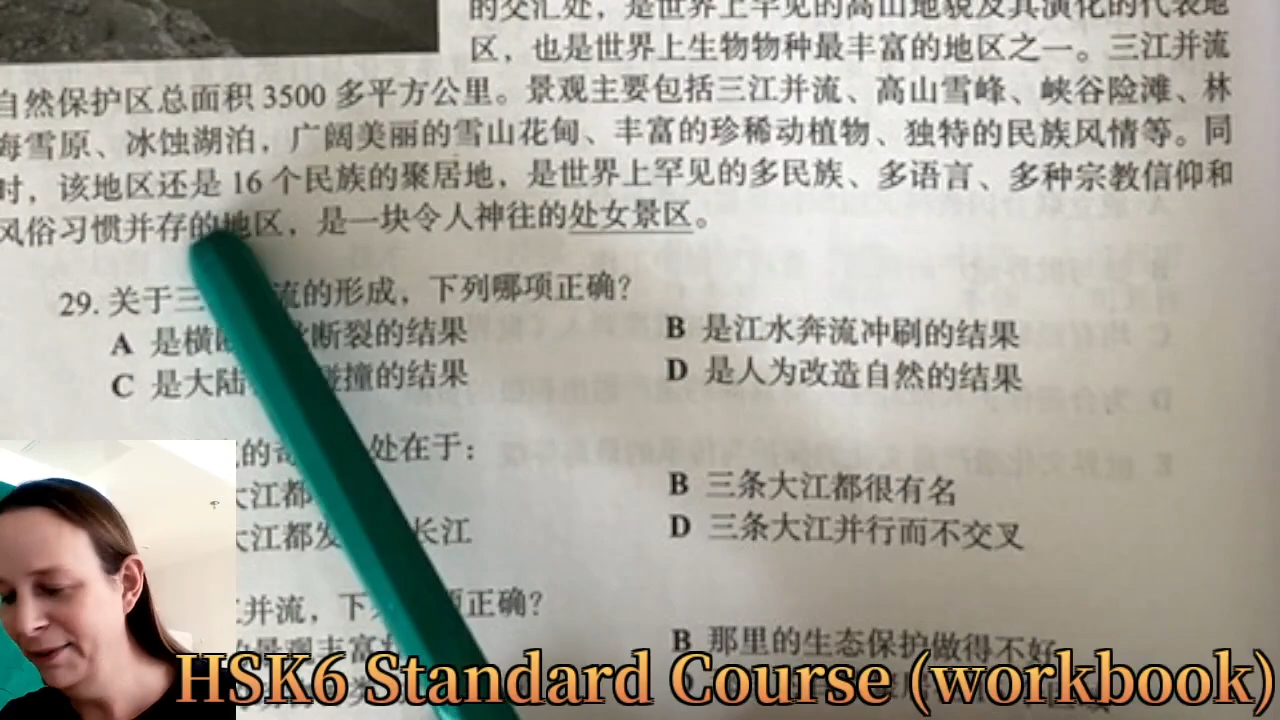 的交汇处，是世界上罕见的高山地貌及其演化的代表地
区，也是世界上生物物种最丰富的地区之一。三江并流
自然保护区总面积 3500 多平方公里。景观主要包括三江并流、高山雪峰、峡谷险滩、林
海雪原、冰蚀湖泊，广阔美丽的雪山花甸、丰富的珍稀动植物、独特的民族风情等。同
时，该地区还是 16 个民族的聚居地，是世界上罕见的多民族、多语言、多种宗教信仰和
风俗习惯并存的地区，是一块令人神往的处女景区。
29. 关于三 流的形成，下列哪项正确？
A 是横 断裂的结果
B 是江水奔流冲刷的结果
C 是大陆 碰撞的结果
D 是人为改造自然的结果
的奇 处在于：
大江都
B 三条大江都很有名
大江都发 长江
D 三条大江并行而不交叉
并流，下 项正确？
景观丰富
B 那里的生态保护做得不好
HSK6 Standard Course (workbook)